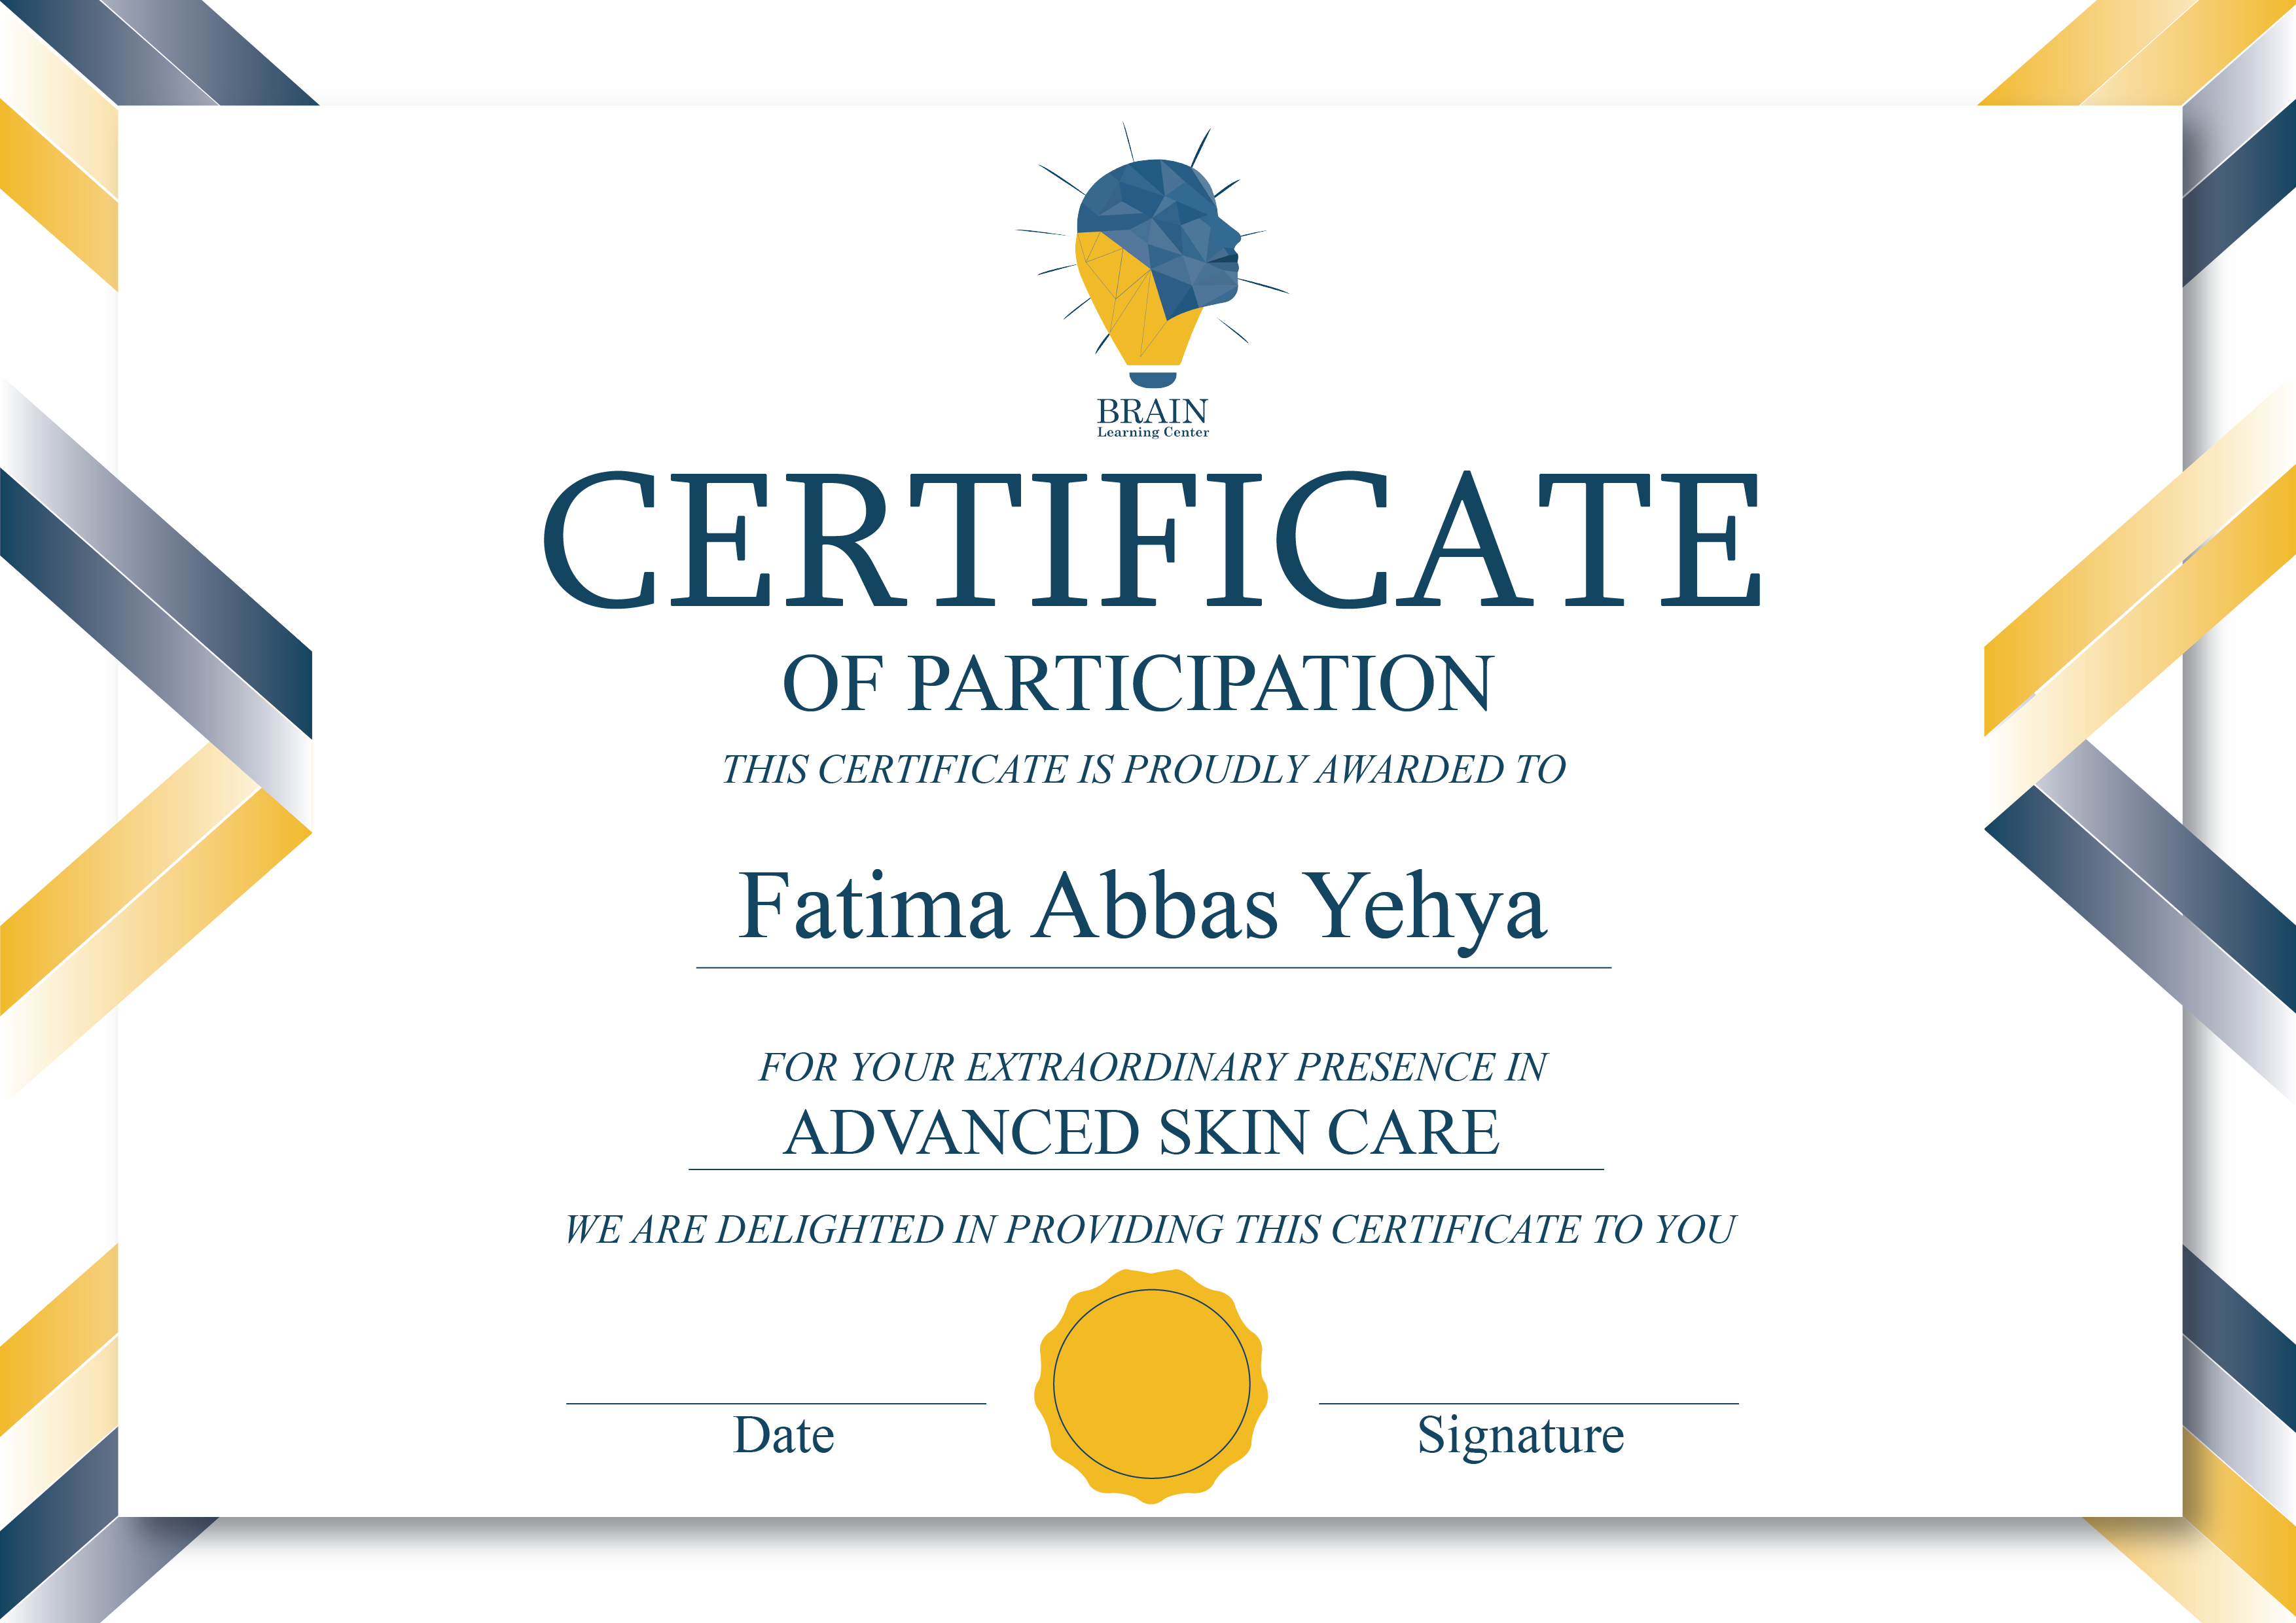 BRAIN
Learning Center
CERTIFICATE
OF PARTICIPATION
THIS CERTIFICATE IS PROUDLY AWARDED TO
Fatima Abbas Yehya
FOR YOUR EXTRAORDINARY PRESENCE IN
ADVANCED SKIN CARE
WE ARE DELIGHTED IN PROVIDING THIS CERTIFICATE TO YOU
Date
Signature